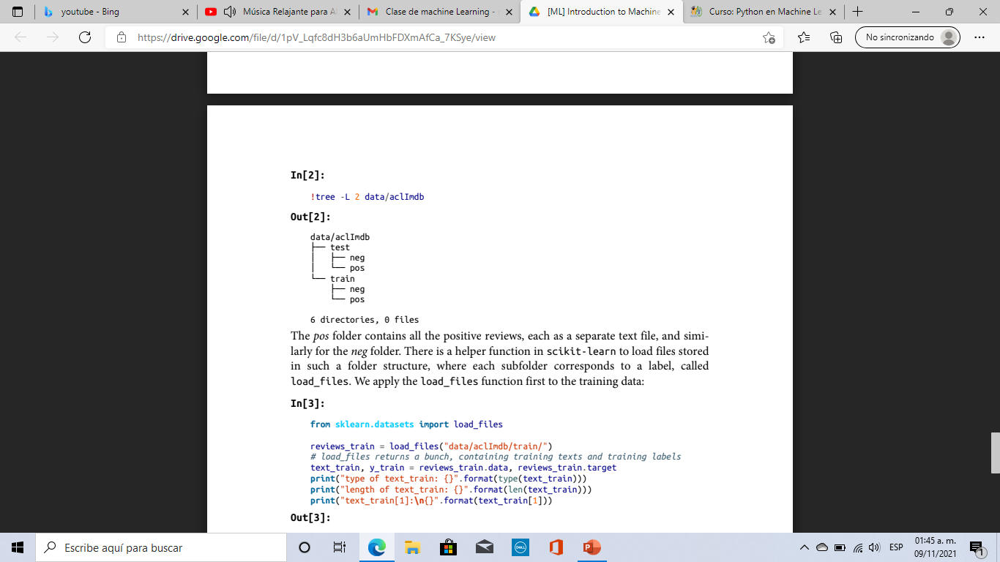 youtube - Bing
Música Relajante para Al
Clase de machine Learning -
[ML] Introduction to Machine
Curso: Python en Machine Le
https://drive.google.com/file/d/1pV_Lqfc8dH3b6aUmHbFDXmAfCa_7KSye/view
No sincronizando
In[2]:
!tree -L 2 data/aclImdb
Out[2]:
data/aclImdb
├── test
│   ├── neg
│   └── pos
└── train
    ├── neg
    └── pos
6 directories, 0 files
The pos folder contains all the positive reviews, each as a separate text file, and simi-
larly for the neg folder. There is a helper function in scikit-learn to load files stored
in such a folder structure, where each subfolder corresponds to a label, called
load_files. We apply the load_files function first to the training data:
In[3]:
from sklearn.datasets import load_files
reviews_train = load_files("data/aclImdb/train/")
# load_files returns a bunch, containing training texts and training labels
text_train, y_train = reviews_train.data, reviews_train.target
print("type of text_train: {}".format(type(text_train)))
print("length of text_train: {}".format(len(text_train)))
print("text_train[1]:\n{}".format(text_train[1]))
Out[3]:
Escribe aquí para buscar
DELL
ESP
01:45 a. m.
09/11/2021
1